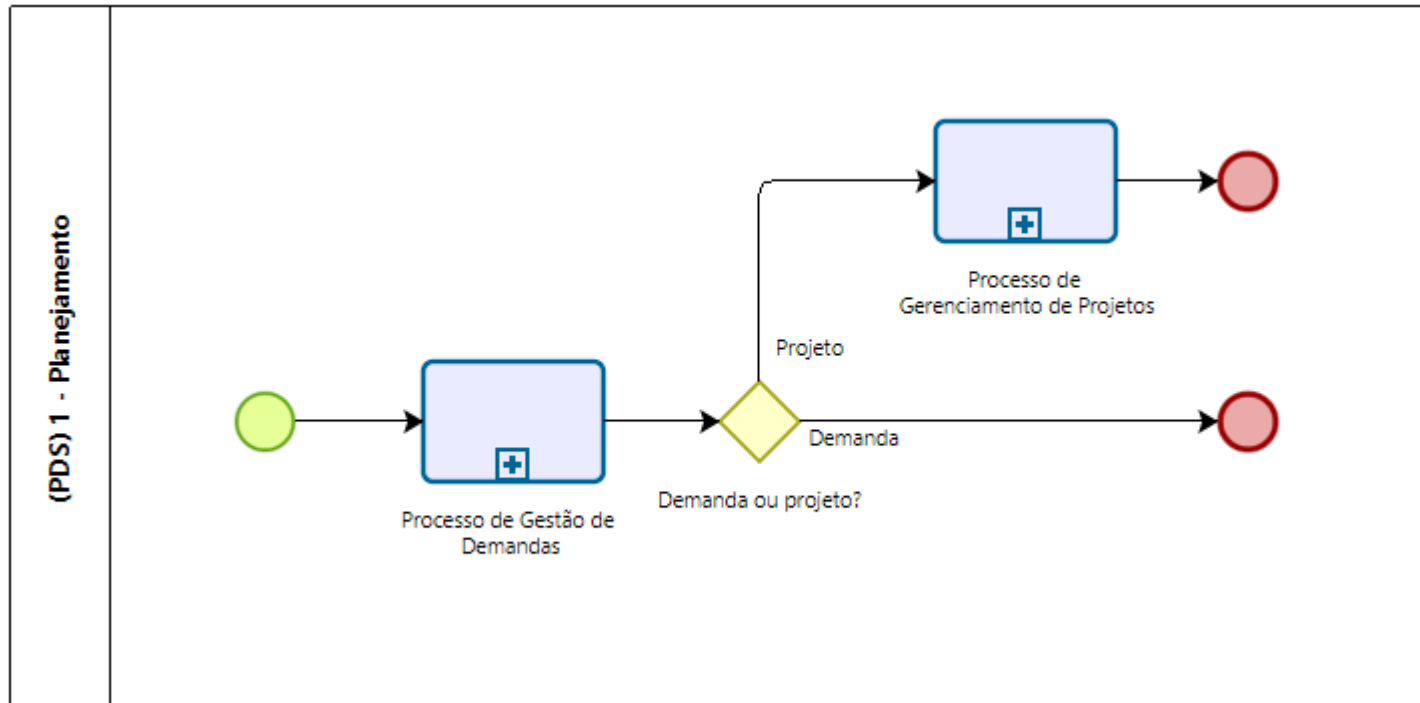 (PDS) 1 - Planejamento
Processo de
Gerenciamento de Projetos
Projeto
Demanda
Demanda ou projeto?
Processo de Gestão de
Demandas